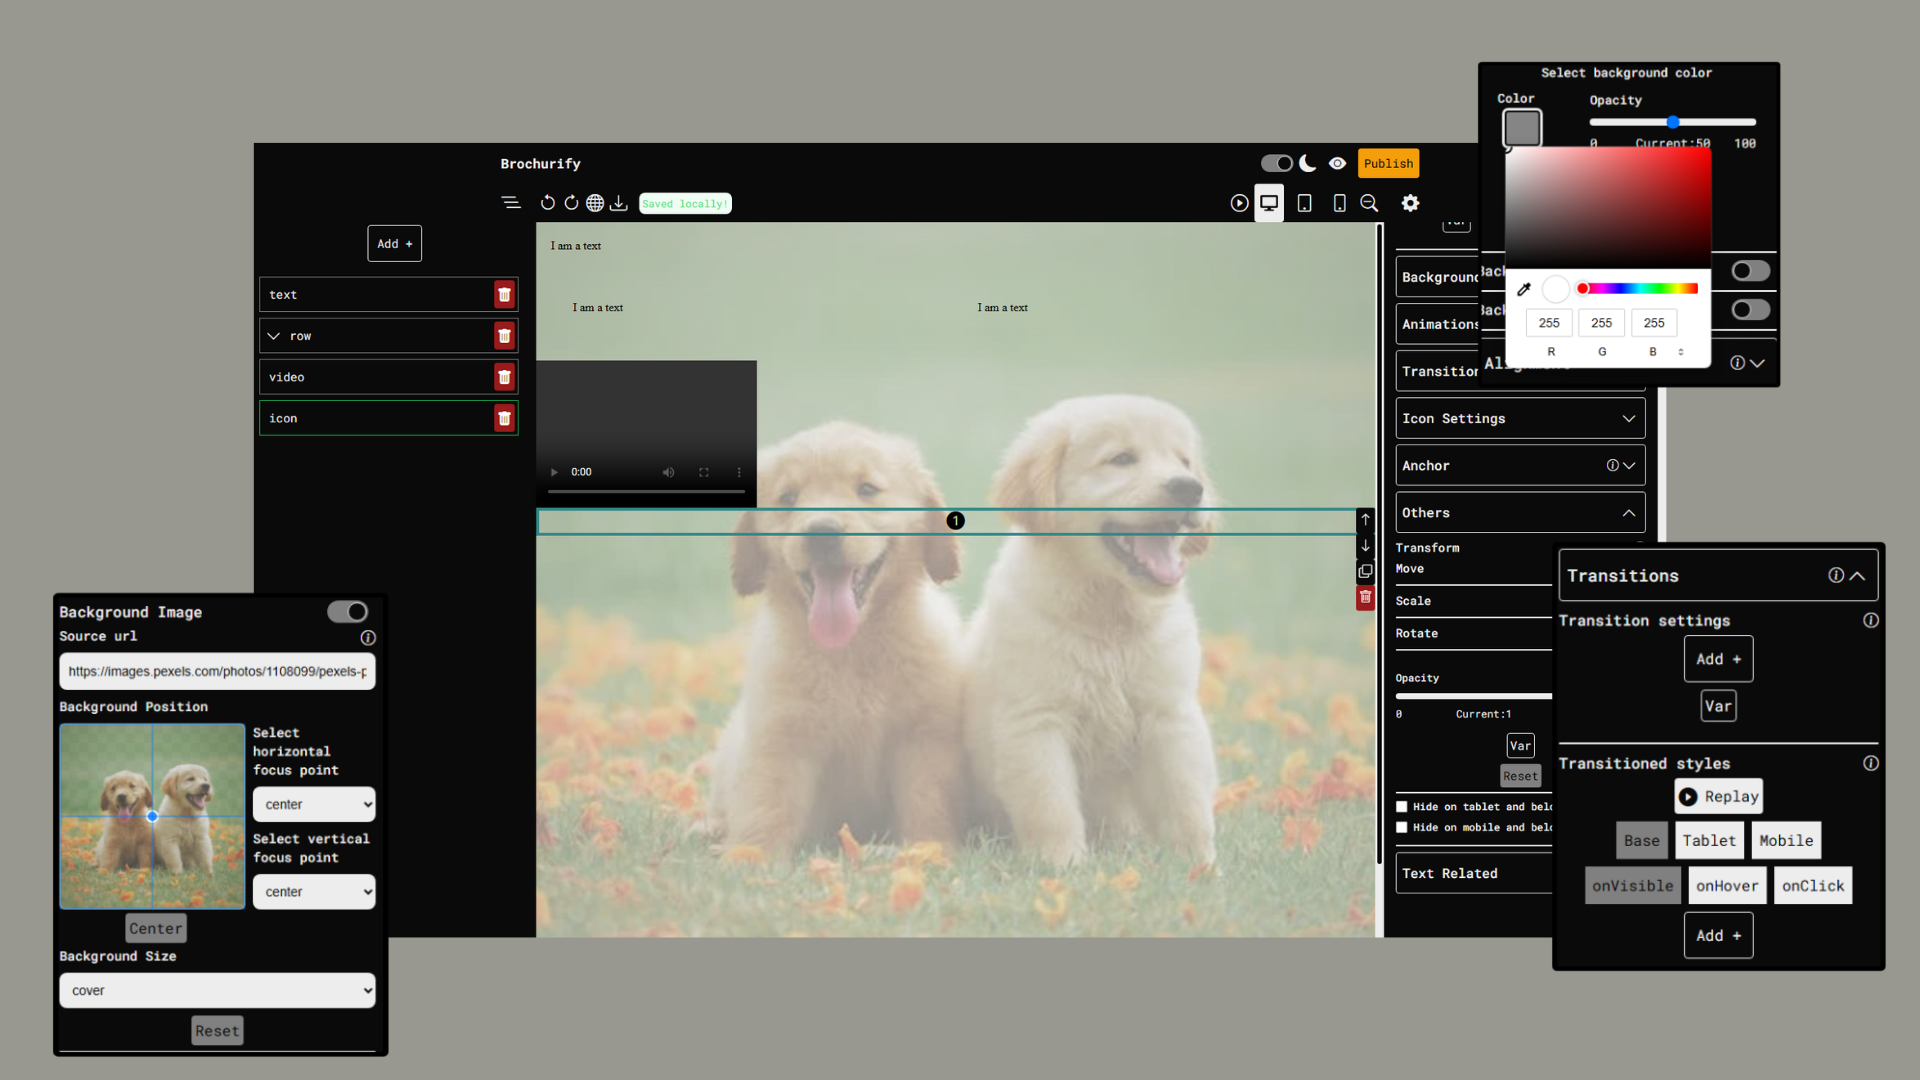 Select background color
Color
Opacity
0 Current:50 100
Brochurify
Publish
Saved locally!
Add +
text
row
video
icon
I am a text
I am a text
I am a text
0:00
1
Var
Background
Animations
Transition
Icon Settings
Anchor
Others
Transform
Move
Scale
Rotate
Opacity
0 Current:1
Var
Reset
Hide on tablet and belo
Hide on mobile and belo
Text Related
Back
Back
255 255 255
R G B
Background Image
Source url
https://images.pexels.com/photos/1108099/pexels-p
Background Position
Select
horizontal
focus point
center
Select vertical
focus point
center
Center
Background Size
cover
Reset
Transitions
Transition settings
Add +
Var
Transitioned styles
Replay
Base Tablet Mobile
onVisible onHover onClick
Add +